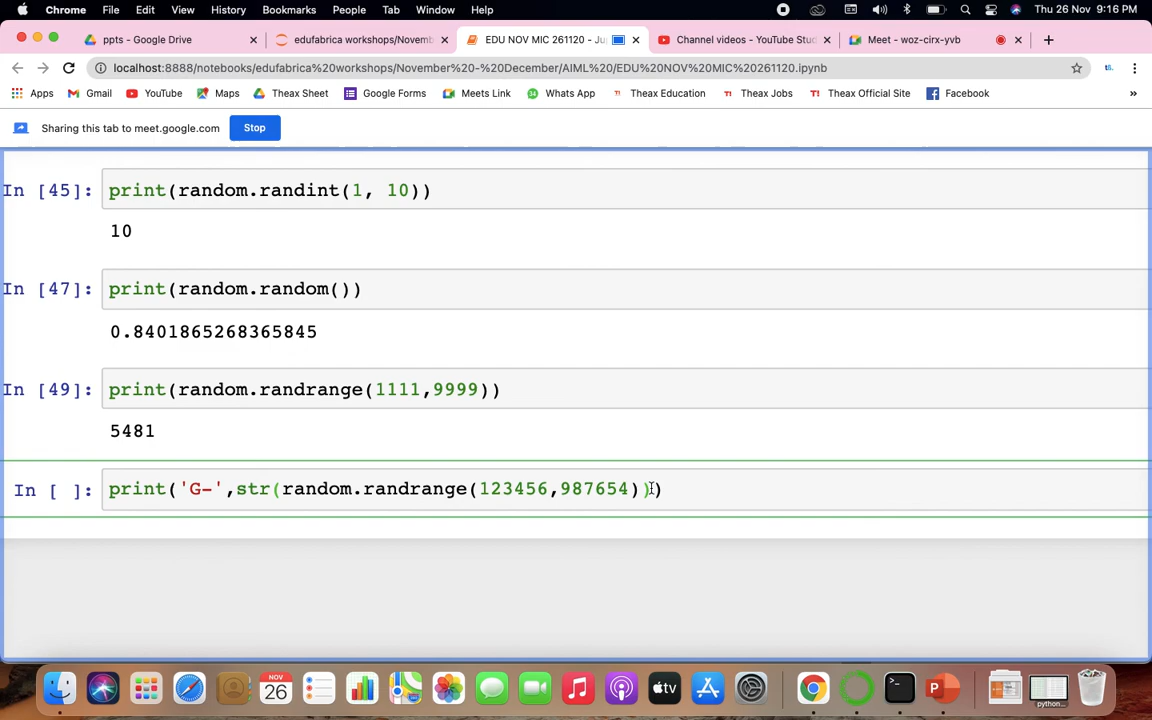 Chrome File Edit View History Bookmarks People Tab Window Help Thu 26 Nov 9:16 PM
ppts - Google Drive edufabrica workshops/Novemb EDU NOV MIC 261120 - Ju Channel videos - YouTube Stud Meet - woz-cirx-yvb
localhost:8888/notebooks/edufabrica%20workshops/November%20-%20December/AIML%20/EDU%20NOV%20MIC%20261120.ipynb
Apps Gmail YouTube Maps Theax Sheet Google Forms Meets Link Whats App Theax Education Theax Jobs Theax Official Site Facebook »
Sharing this tab to meet.google.com Stop
In [45]: print(random.randint(1, 10))
10
In [47]: print(random.random())
0.8401865268365845
In [49]: print(random.randrange(1111,9999))
5481
In [ ]: print('G-',str(random.randrange(123456,987654)))
NOV
26
tv
python...